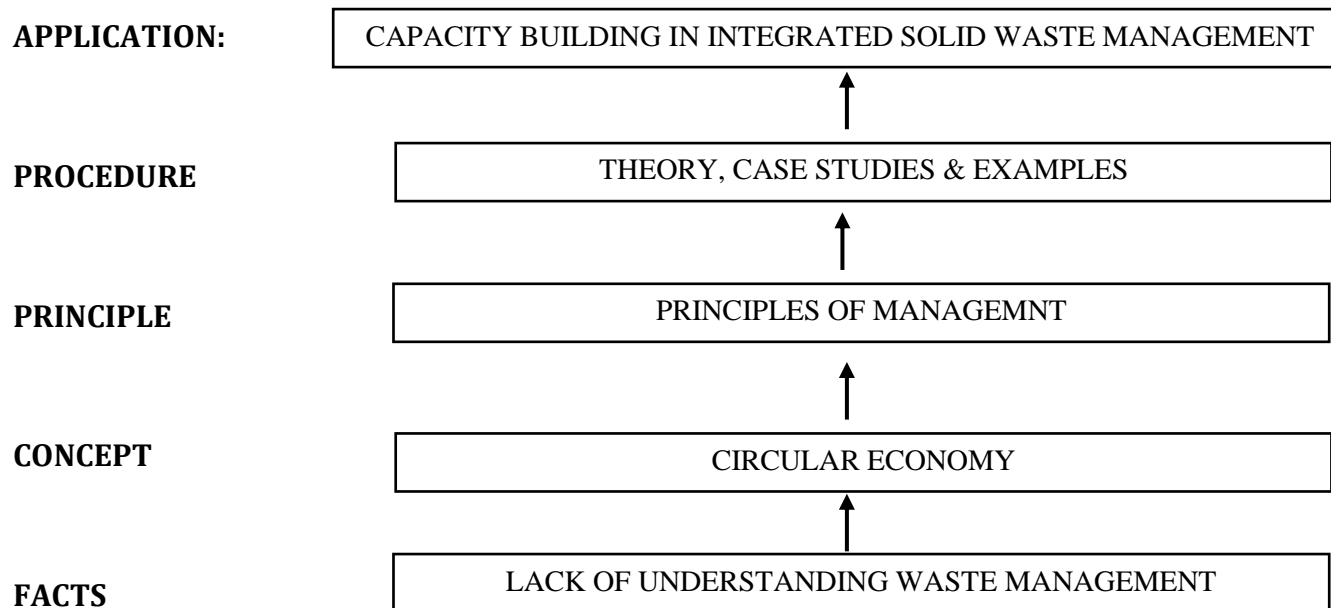 APPLICATION: CAPACITY BUILDING IN INTEGRATED SOLID WASTE MANAGEMENT
PROCEDURE THEORY, CASE STUDIES & EXAMPLES
PRINCIPLE PRINCIPLES OF MANAGEMNT
CONCEPT CIRCULAR ECONOMY
FACTS LACK OF UNDERSTANDING WASTE MANAGEMENT